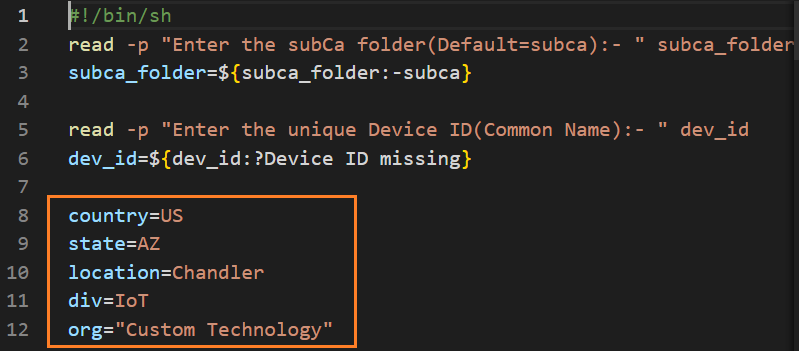 1 #!/bin/sh
2 read -p "Enter the subCa folder(Default=subca):- " subca_folder
3 subca_folder=${subca_folder:-subca}
4
5 read -p "Enter the unique Device ID(Common Name):- " dev_id
6 dev_id=${dev_id:?Device ID missing}
7
8 country=US
9 state=AZ
10 location=Chandler
11 div=IoT
12 org="Custom Technology"